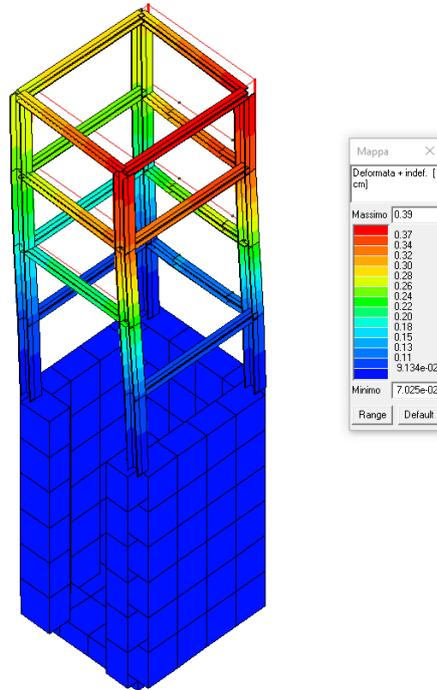 Mappa
Deformata + indef. [
cm]
Massimo 0.39
0.37
0.34
0.32
0.30
0.28
0.26
0.24
0.22
0.20
0.18
0.15
0.13
0.11
9.134e-02
Minimo 7.025e-02
Range Default